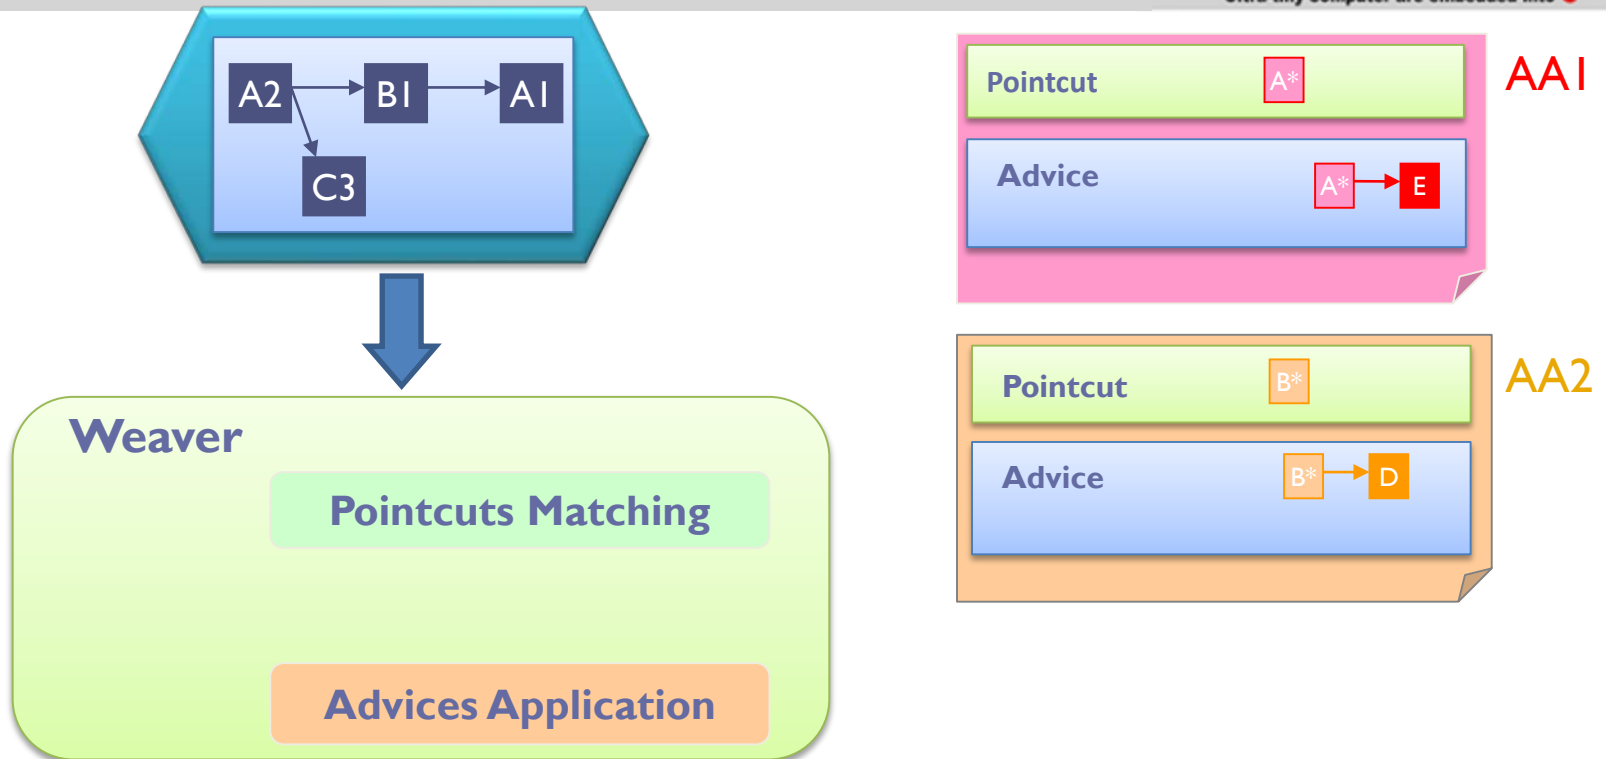 A2
B1
A1
C3
Weaver
Pointcuts Matching
Advices Application
Pointcut
A*
AA1
Advice
A*
E
Pointcut
B*
AA2
Advice
B*
D